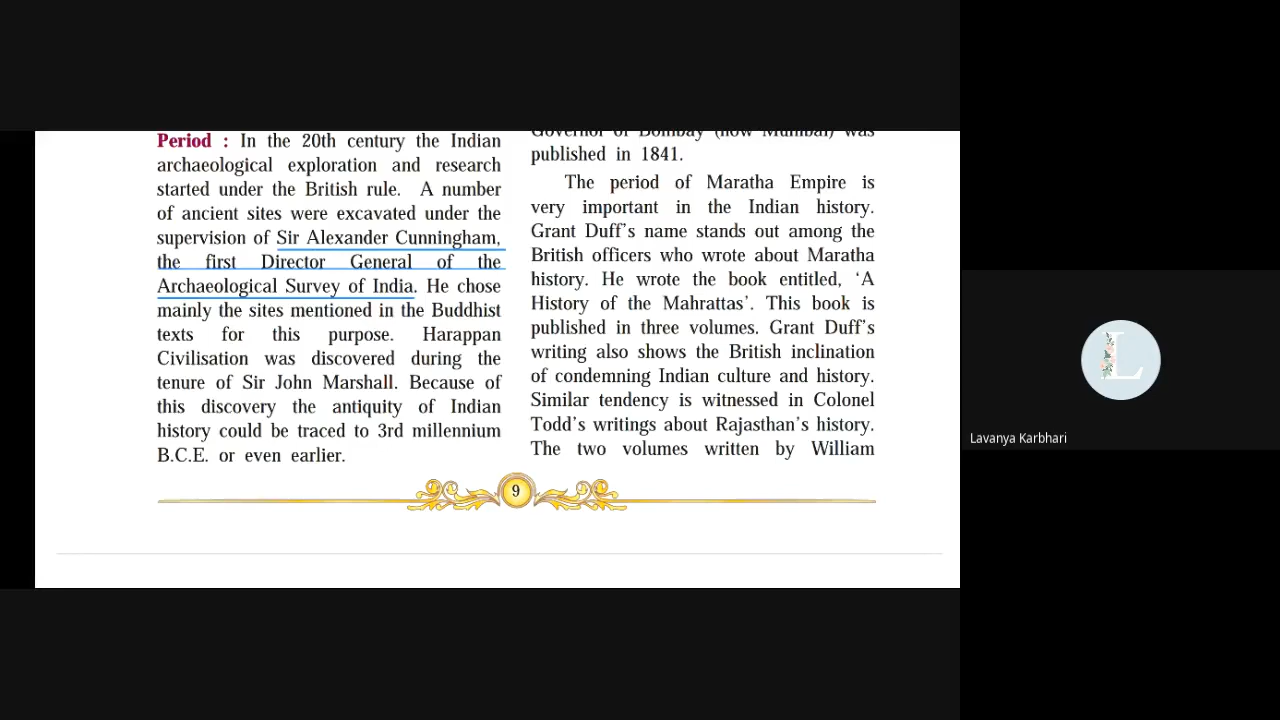 Period : In the 20th century the Indian
archaeological exploration and research
started under the British rule. A number
of ancient sites were excavated under the
supervision of Sir Alexander Cunningham,
the first Director General of the
Archaeological Survey of India. He chose
mainly the sites mentioned in the Buddhist
texts for this purpose. Harappan
Civilisation was discovered during the
tenure of Sir John Marshall. Because of
this discovery the antiquity of Indian
history could be traced to 3rd millennium
B.C.E. or even earlier.
Governor of Bombay (now Mumbai) was
published in 1841.
The period of Maratha Empire is
very important in the Indian history.
Grant Duff's name stands out among the
British officers who wrote about Maratha
history. He wrote the book entitled, 'A
History of the Mahrattas'. This book is
published in three volumes. Grant Duff's
writing also shows the British inclination
of condemning Indian culture and history.
Similar tendency is witnessed in Colonel
Todd's writings about Rajasthan's history.
The two volumes written by William
9
L
Lavanya Karbhari